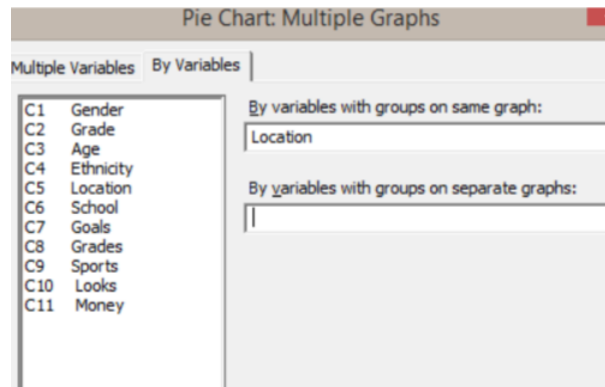 Pie Chart: Multiple Graphs
Multiple Variables By Variables
C1 Gender
C2 Grade
C3 Age
C4 Ethnicity
C5 Location
C6 School
C7 Goals
C8 Grades
C9 Sports
C10 Looks
C11 Money
By variables with groups on same graph:
Location
By variables with groups on separate graphs: